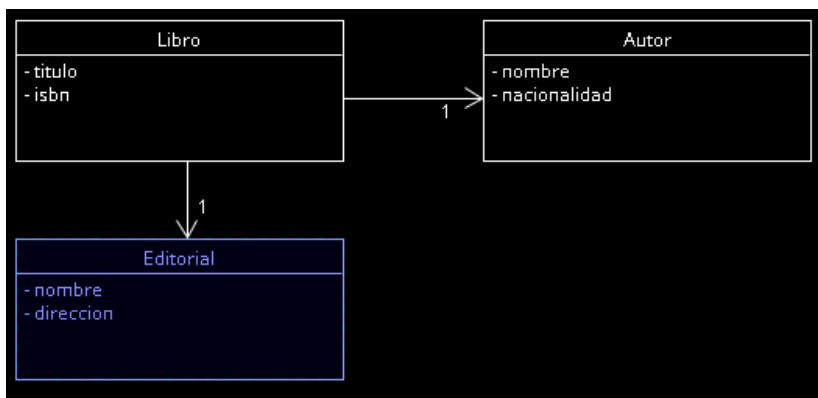 Libro
- titulo
- isbn
1
Autor
- nombre
- nacionalidad
1
Editorial
- nombre
- direccion